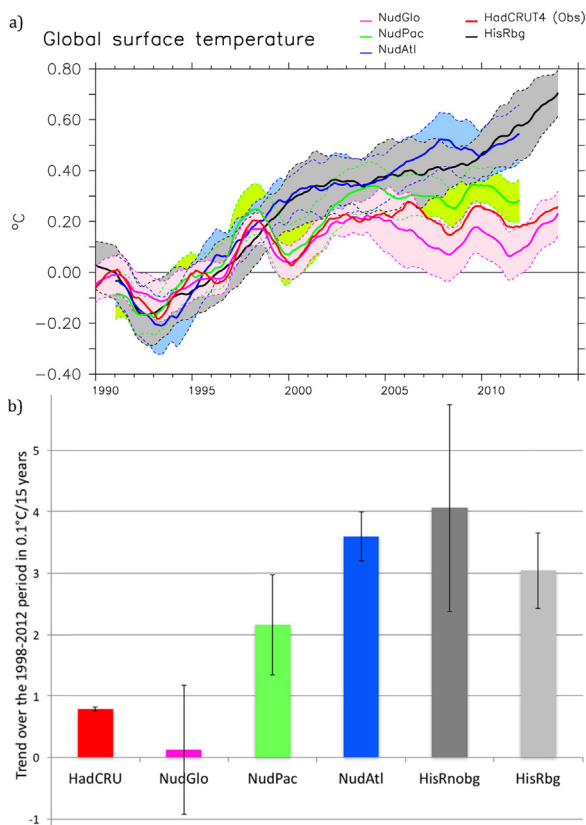 a)
Global surface temperature
NudGlo
NudPac
NudAtl
HadCRUT4 (Obs)
HisRbg
0.80
0.60
0.40
0.20
0.00
−0.20
−0.40
°C
1990
1995
2000
2005
2010
b)
Trend over the 1998-2012 period in 0.1°C/15 years
5
4
3
2
1
0
-1
HadCRU
NudGlo
NudPac
NudAtl
HisRnobg
HisRbg